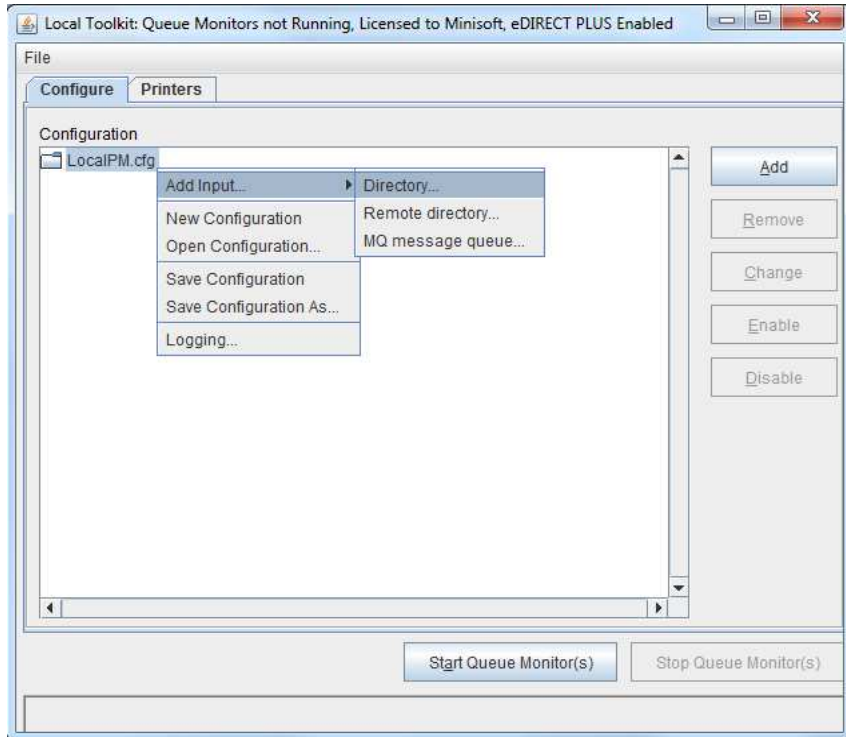 Local Toolkit: Queue Monitors not Running, Licensed to Minisoft, eDIRECT PLUS Enabled
File
Configure Printers
Configuration
LocalPM.cfg
Add Input...
New Configuration
Open Configuration...
Save Configuration
Save Configuration As...
Logging...
Directory...
Remote directory...
MQ message queue...
Add
Remove
Change
Enable
Disable
Start Queue Monitor(s) Stop Queue Monitor(s)